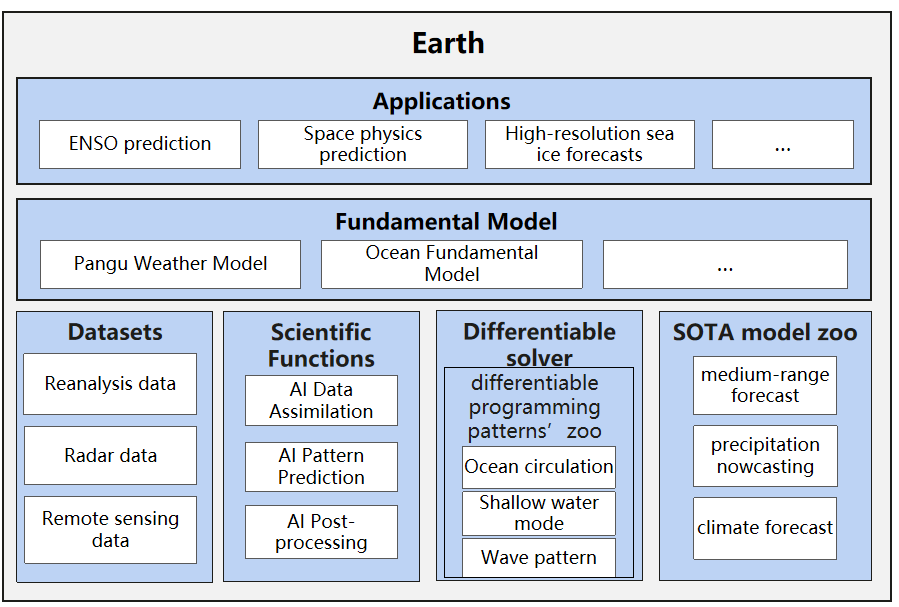 Earth
Applications
ENSO prediction
Space physics
prediction
High-resolution sea
ice forecasts
...
Fundamental Model
Pangu Weather Model
Ocean Fundamental
Model
...
Datasets
Reanalysis data
Radar data
Remote sensing
data
Scientific
Functions
AI Data
Assimilation
AI Pattern
Prediction
AI Post-
processing
Differentiable
solver
differentiable
programming
patterns’ zoo
Ocean circulation
Shallow water
mode
Wave pattern
SOTA model zoo
medium-range
forecast
precipitation
nowcasting
climate forecast